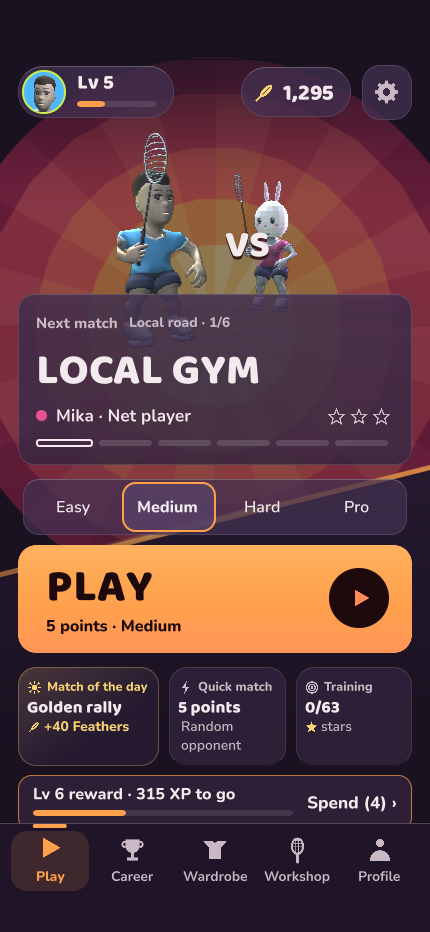 Lv 5
1,295
VS
Next match Local road · 1/6
LOCAL GYM
Mika · Net player
Easy Medium Hard Pro
PLAY
5 points · Medium
Match of the day
Golden rally
+40 Feathers
Quick match
5 points
Random
opponent
Training
0/63
stars
Lv 6 reward · 315 XP to go
Spend (4) ›
Play Career Wardrobe Workshop Profile